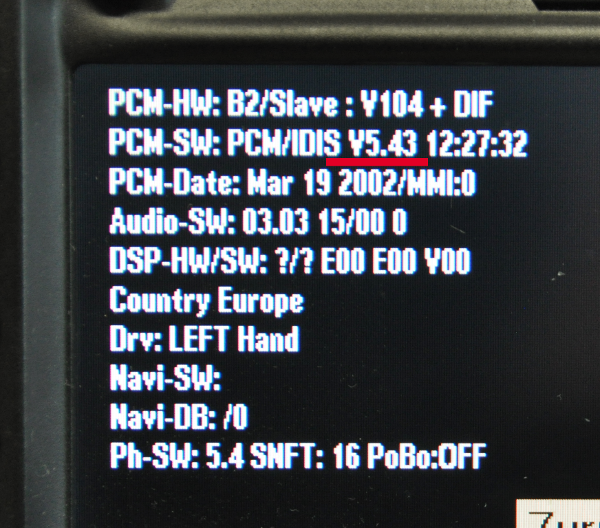 PCM-HW: B2/Slave : V104 + DIF
PCM-SW: PCM/IDIS V5.43 12:27:32
PCM-Date: Mar 19 2002/MMI:0
Audio-SW: 03.03 15/00 0
DSP-HW/SW: ?/? E00 E00 V00
Country Europe
Drv: LEFT Hand
Navi-SW:
Navi-DB: /0
Ph-SW: 5.4 SNFT: 16 PoBo:OFF